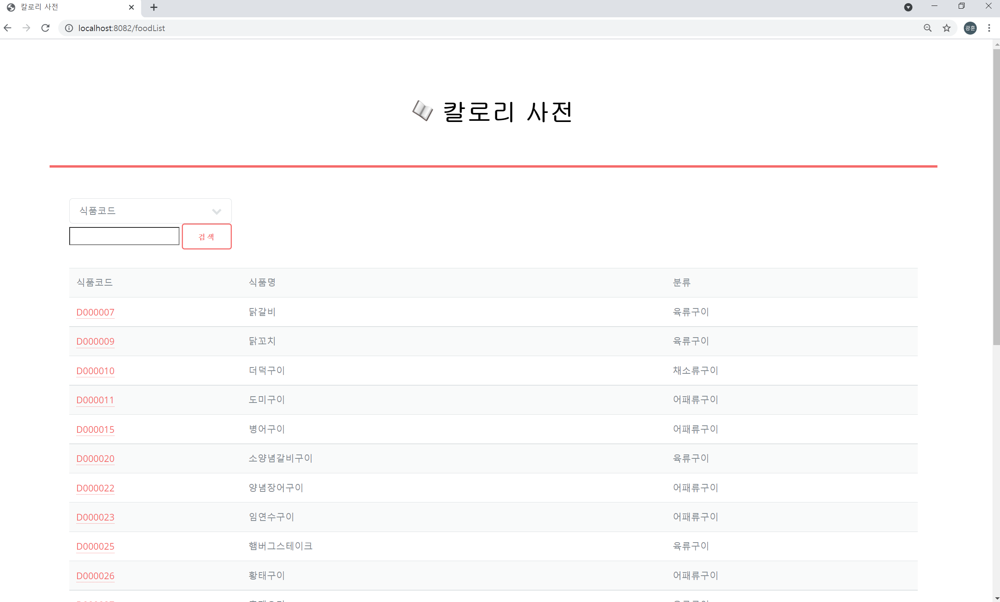 칼로리 사전
localhost:8082/foodList
광훈
칼로리 사전
식품코드
검색
식품코드 식품명 분류
D000007 닭갈비 육류구이
D000009 닭꼬치 육류구이
D000010 더덕구이 채소류구이
D000011 도미구이 어패류구이
D000015 병어구이 어패류구이
D000020 소양념갈비구이 육류구이
D000022 양념장어구이 어패류구이
D000023 임연수구이 어패류구이
D000025 햄버그스테이크 육류구이
D000026 황태구이 어패류구이